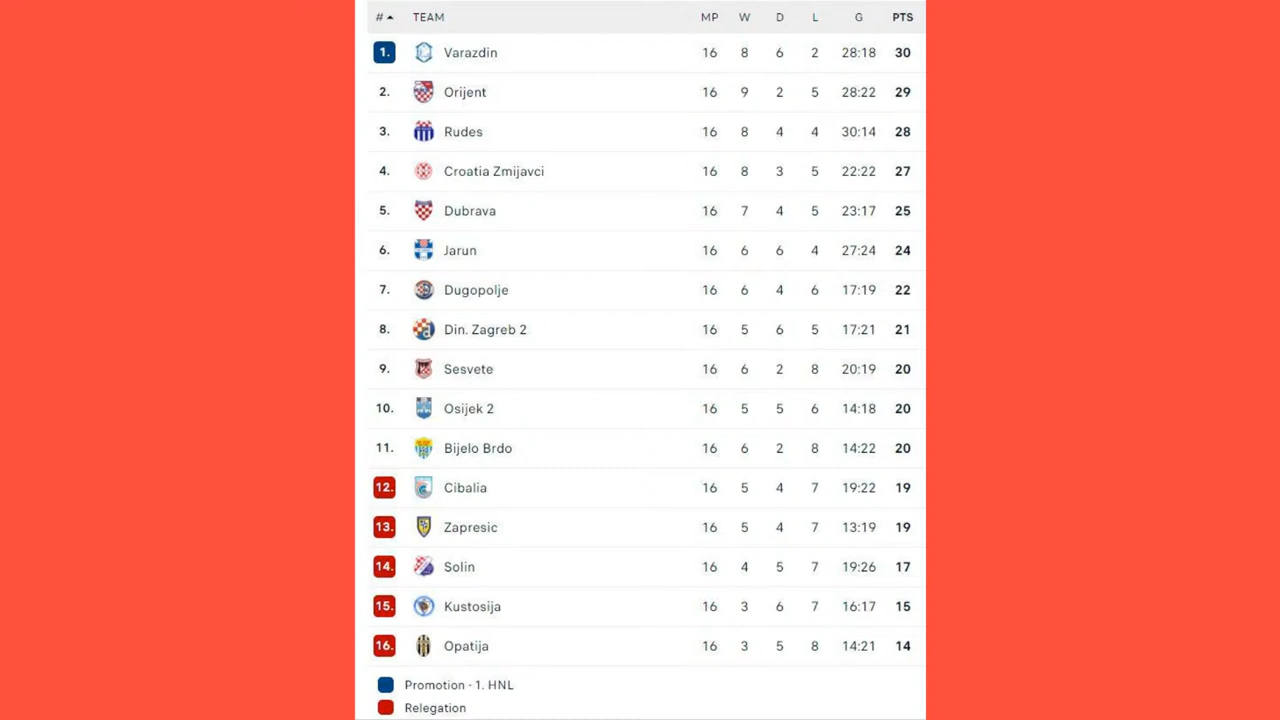 # TEAM MP W D L G PTS
1. Varazdin 16 8 6 2 28:18 30
2. Orijent 16 9 2 5 28:22 29
3. Rudes 16 8 4 4 30:14 28
4. Croatia Zmijavci 16 8 3 5 22:22 27
5. Dubrava 16 7 4 5 23:17 25
6. Jarun 16 6 6 4 27:24 24
7. Dugopolje 16 6 4 6 17:19 22
8. Din. Zagreb 2 16 5 6 5 17:21 21
9. Sesvete 16 6 2 8 20:19 20
10. Osijek 2 16 5 5 6 14:18 20
11. Bijelo Brdo 16 6 2 8 14:22 20
12. Cibalia 16 5 4 7 19:22 19
13. Zapresic 16 5 4 7 13:19 19
14. Solin 16 4 5 7 19:26 17
15. Kustosija 16 3 6 7 16:17 15
16. Opatija 16 3 5 8 14:21 14
Promotion - 1. HNL
Relegation